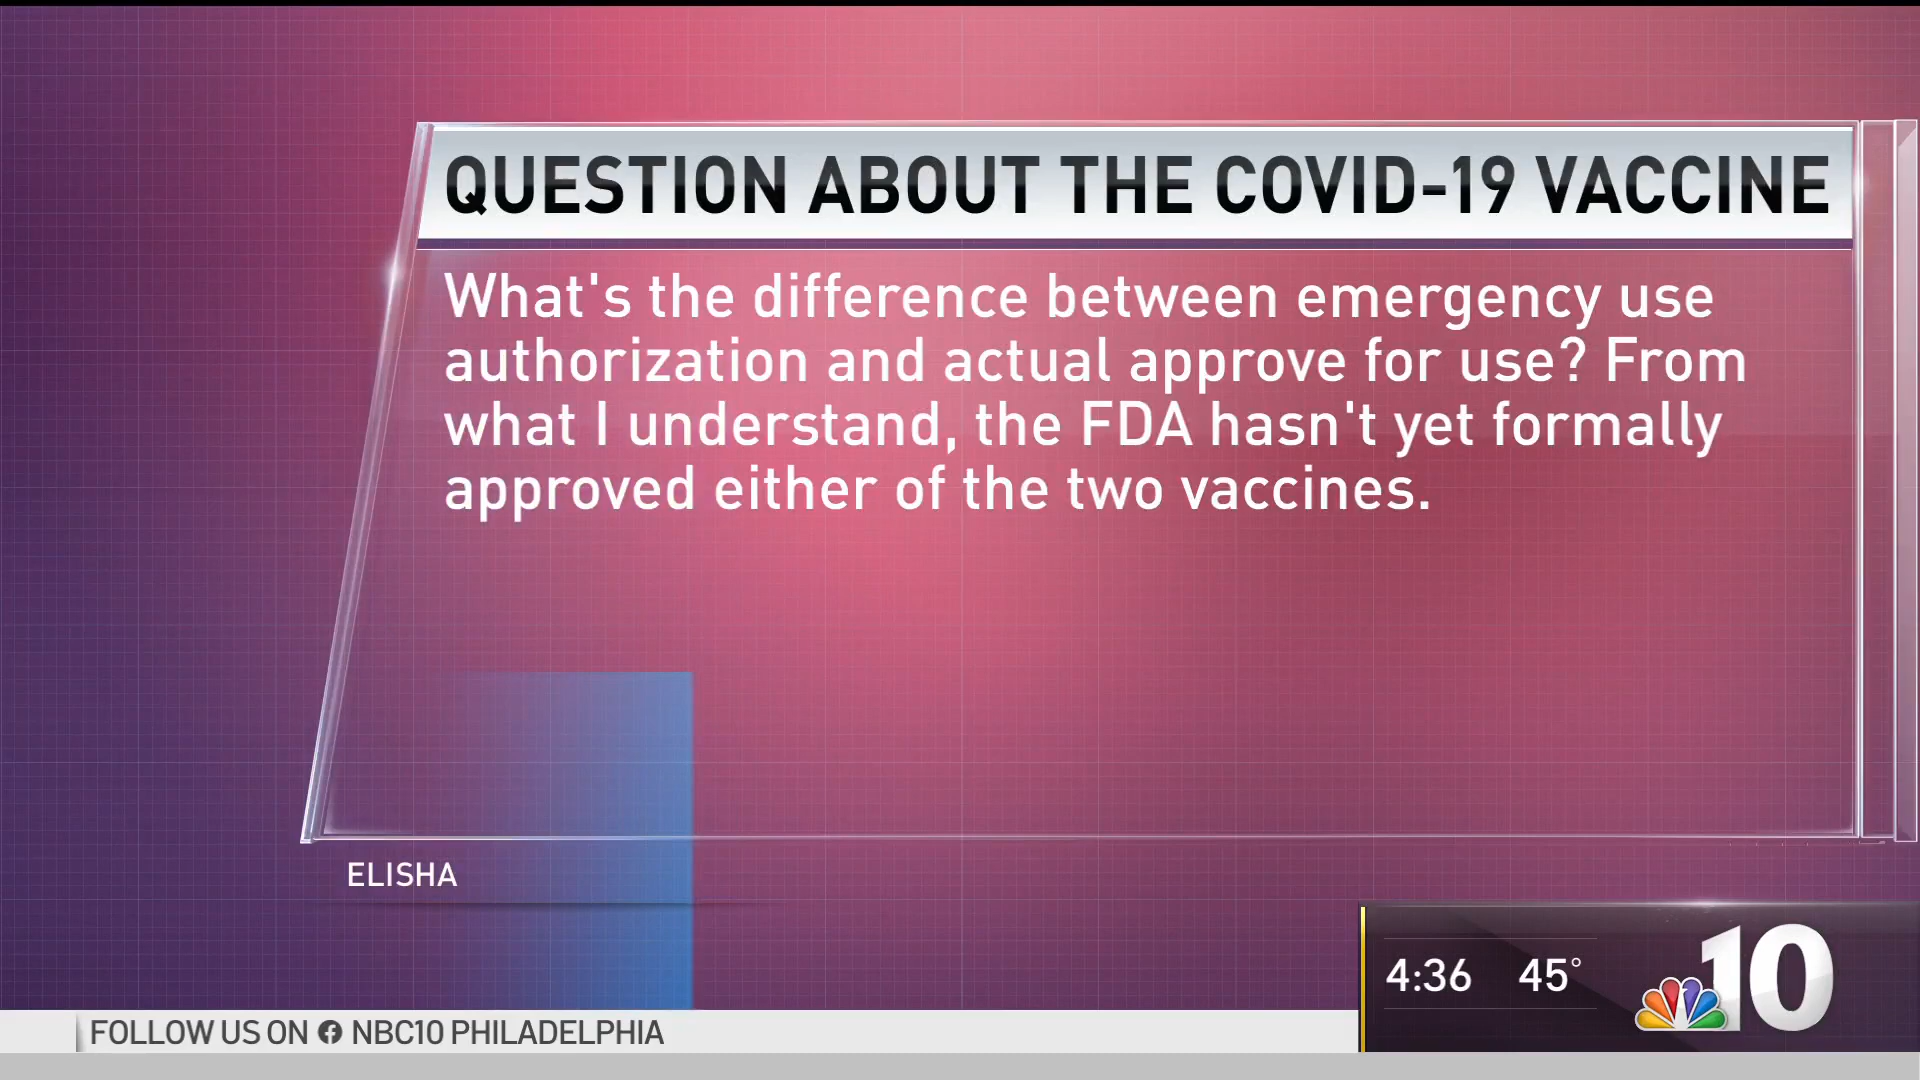 QUESTION ABOUT THE COVID-19 VACCINE
What's the difference between emergency use
authorization and actual approve for use? From
what I understand, the FDA hasn't yet formally
approved either of the two vaccines.
ELISHA
4:36 45°
10
FOLLOW US ON NBC10 PHILADELPHIA